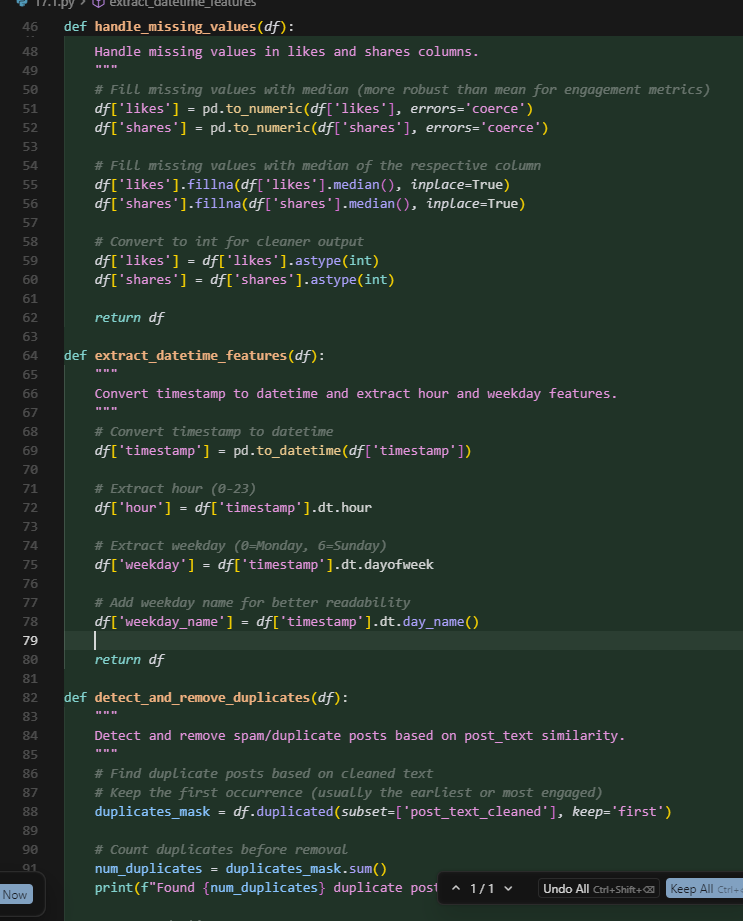 17.1.py > extract_datetime_features
46 def handle_missing_values(df):
48     Handle missing values in likes and shares columns.
49     """
50     # Fill missing values with median (more robust than mean for engagement metrics)
51     df['likes'] = pd.to_numeric(df['likes'], errors='coerce')
52     df['shares'] = pd.to_numeric(df['shares'], errors='coerce')
53
54     # Fill missing values with median of the respective column
55     df['likes'].fillna(df['likes'].median(), inplace=True)
56     df['shares'].fillna(df['shares'].median(), inplace=True)
57
58     # Convert to int for cleaner output
59     df['likes'] = df['likes'].astype(int)
60     df['shares'] = df['shares'].astype(int)
61
62     return df
63
64 def extract_datetime_features(df):
65     """
66     Convert timestamp to datetime and extract hour and weekday features.
67     """
68     # Convert timestamp to datetime
69     df['timestamp'] = pd.to_datetime(df['timestamp'])
70
71     # Extract hour (0-23)
72     df['hour'] = df['timestamp'].dt.hour
73
74     # Extract weekday (0=Monday, 6=Sunday)
75     df['weekday'] = df['timestamp'].dt.dayofweek
76
77     # Add weekday name for better readability
78     df['weekday_name'] = df['timestamp'].dt.day_name()
79
80     return df
81
82 def detect_and_remove_duplicates(df):
83     """
84     Detect and remove spam/duplicate posts based on post_text similarity.
85     """
86     # Find duplicate posts based on cleaned text
87     # Keep the first occurrence (usually the earliest or most engaged)
88     duplicates_mask = df.duplicated(subset=['post_text_cleaned'], keep='first')
89
90     # Count duplicates before removal
91     num_duplicates = duplicates_mask.sum()
Now     print(f"Found {num_duplicates} duplicate post
1/1 Undo All Ctrl+Shift+⌫ Keep All Ctrl+